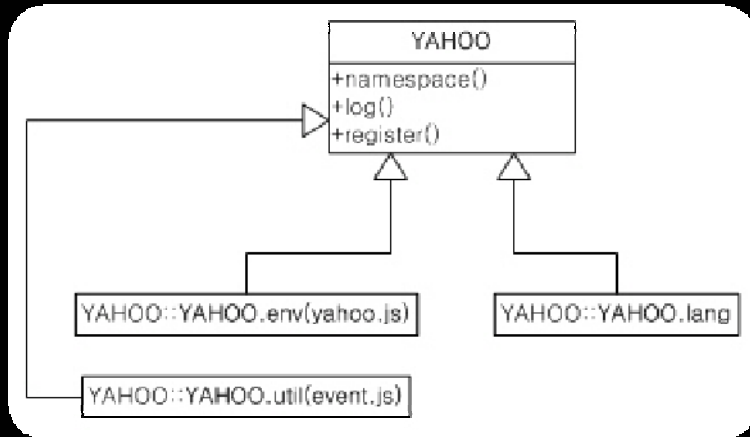 YAHOO
+namespace()
+log()
+register()
YAHOO::YAHOO.env(yahoo.js)
YAHOO::YAHOO.lang
YAHOO::YAHOO.util(event.js)